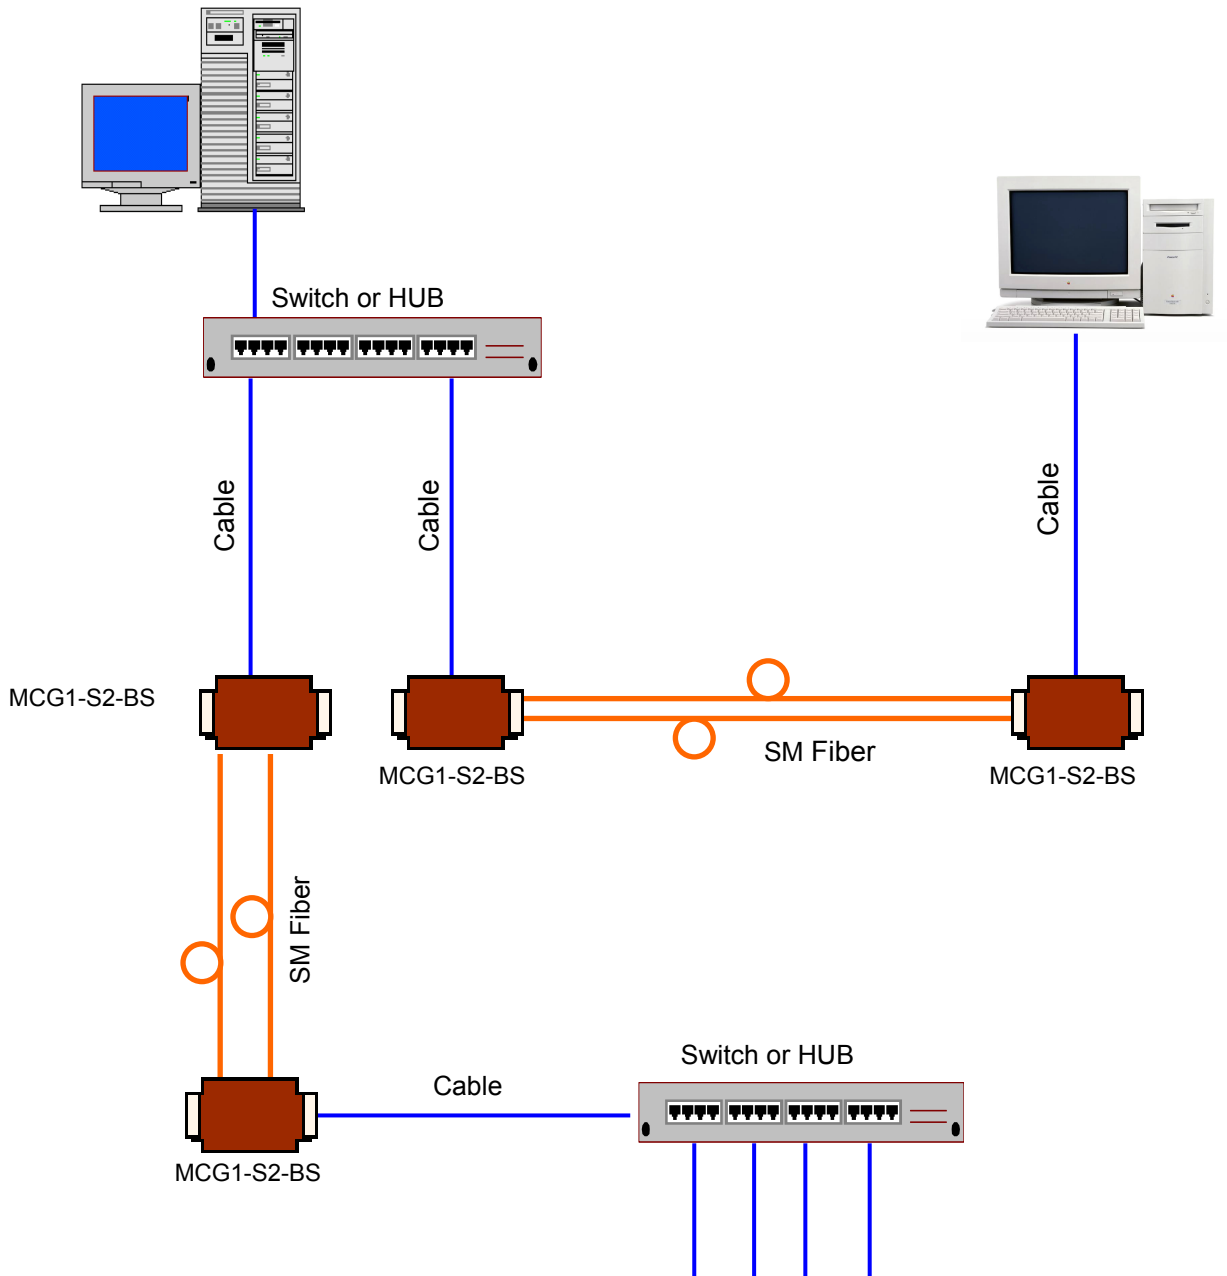 Switch or HUB
Cable
Cable
Cable
MCG1-S2-BS
SM Fiber
MCG1-S2-BS
MCG1-S2-BS
SM Fiber
Switch or HUB
Cable
MCG1-S2-BS